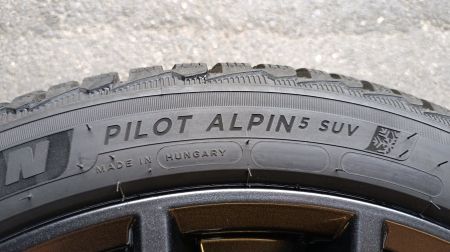 N PILOT ALPIN5 SUV
MADE IN HUNGARY